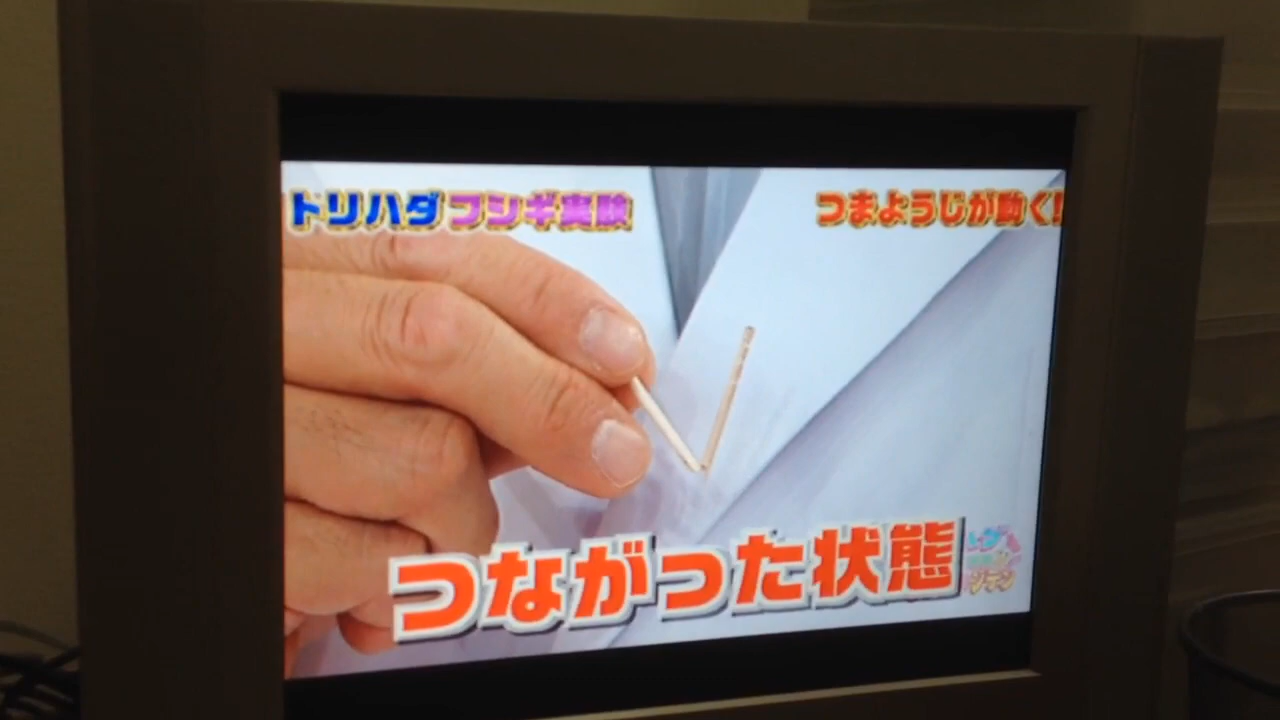 トリハダフシギ実験
つまようじが動く!
つながった状態